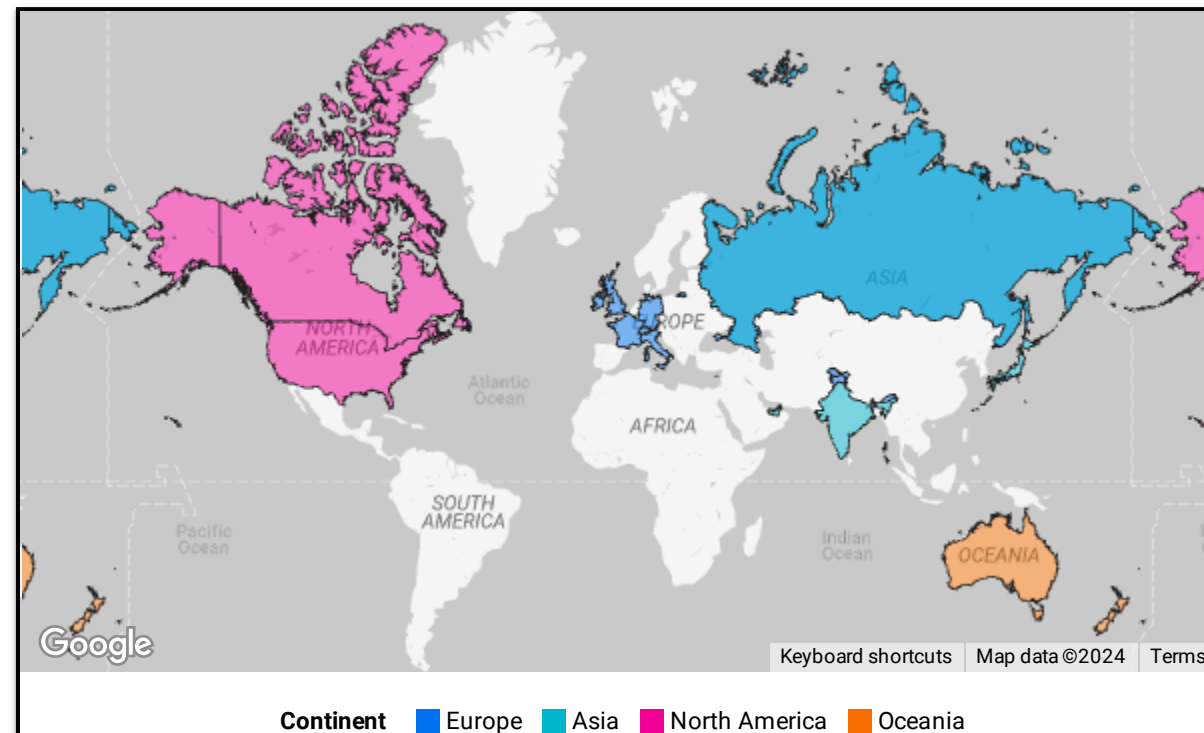 ASIA
NORTH
AMERICA
EUROPE
Atlantic
Ocean
AFRICA
SOUTH
AMERICA
Pacific
Ocean
Indian
Ocean
OCEANIA
Google
Keyboard shortcuts Map data ©2024 Terms
Continent Europe Asia North America Oceania